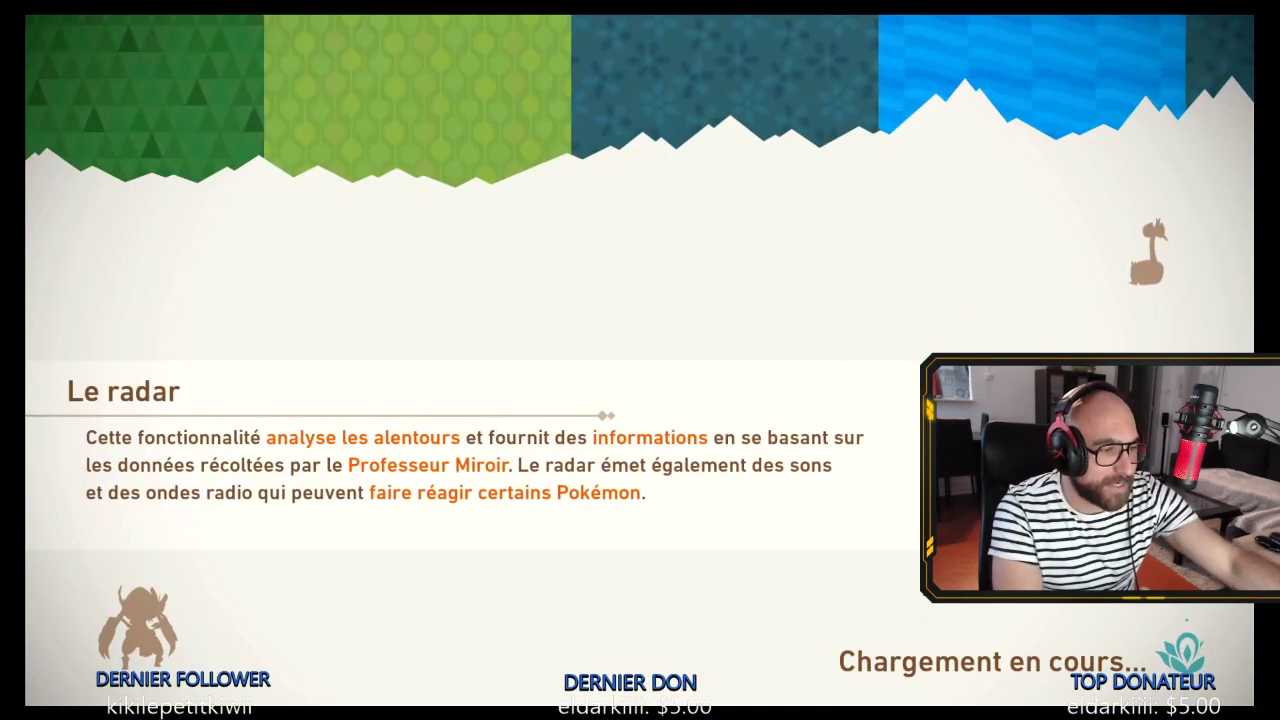 Le radar
Cette fonctionnalité analyse les alentours et fournit des informations en se basant sur
les données récoltées par le Professeur Miroir. Le radar émet également des sons
et des ondes radio qui peuvent faire réagir certains Pokémon.
Chargement en cours...
DERNIER FOLLOWER
kikilepetitkiwii
DERNIER DON
eldarkiiii: $5.00
TOP DONATEUR
eldarkiiii: $5.00